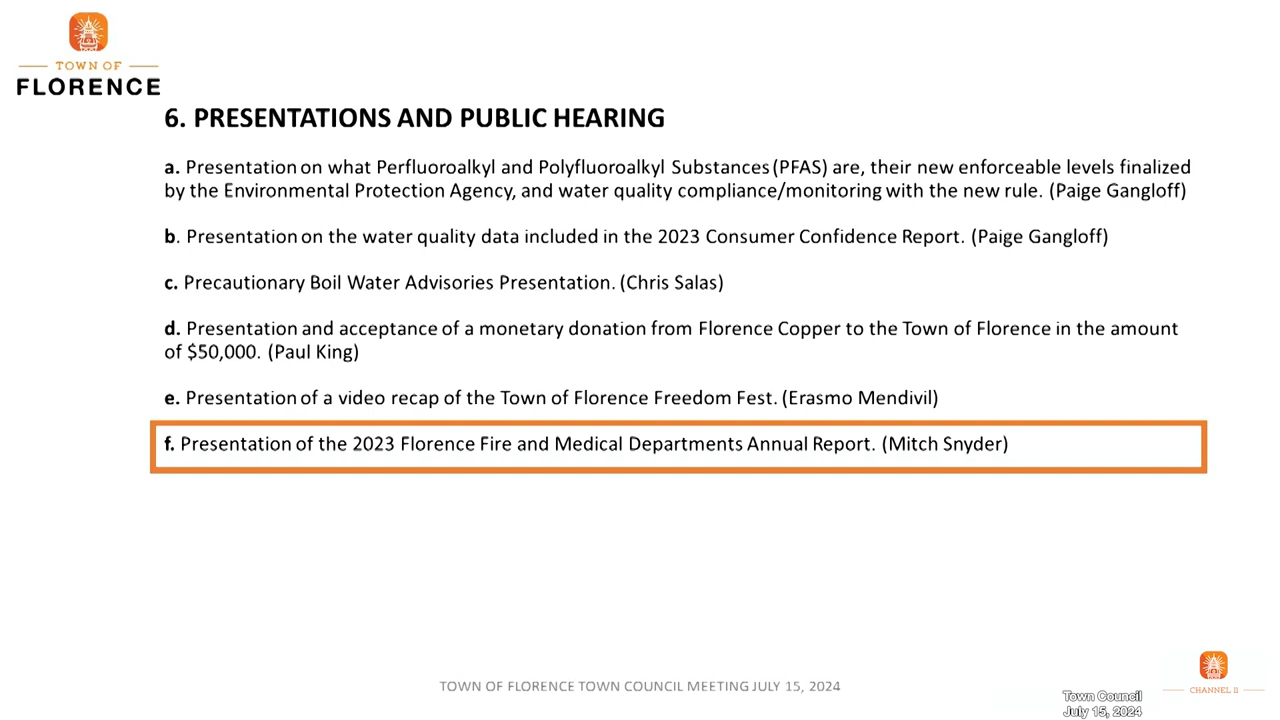 TOWN OF
FLORENCE
6. PRESENTATIONS AND PUBLIC HEARING
a. Presentation on what Perfluoroalkyl and Polyfluoroalkyl Substances (PFAS) are, their new enforceable levels finalized
by the Environmental Protection Agency, and water quality compliance/monitoring with the new rule. (Paige Gangloff)
b. Presentation on the water quality data included in the 2023 Consumer Confidence Report. (Paige Gangloff)
c. Precautionary Boil Water Advisories Presentation. (Chris Salas)
d. Presentation and acceptance of a monetary donation from Florence Copper to the Town of Florence in the amount
of $50,000. (Paul King)
e. Presentation of a video recap of the Town of Florence Freedom Fest. (Erasmo Mendivil)
f. Presentation of the 2023 Florence Fire and Medical Departments Annual Report. (Mitch Snyder)
TOWN OF FLORENCE TOWN COUNCIL MEETING JULY 15, 2024
Town Council
July 15, 2024
CHANNEL 11